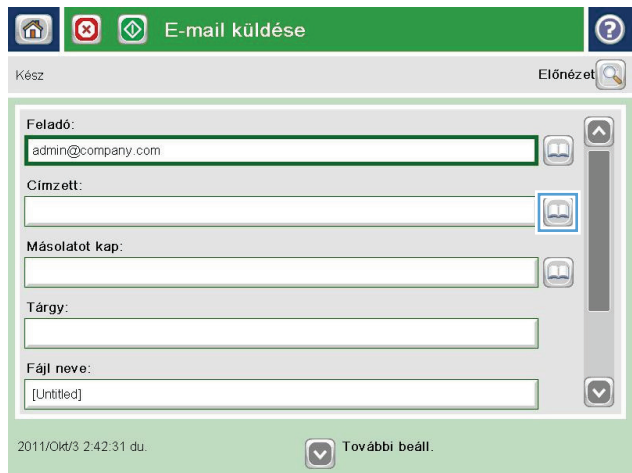 E-mail küldése
?
Kész
Előnézet
Feladó:
admin@company.com
Címzett:
Másolatot kap:
Tárgy:
Fájl neve:
[Untitled]
2011/Okt/3 2:42:31 du.
További beáll.